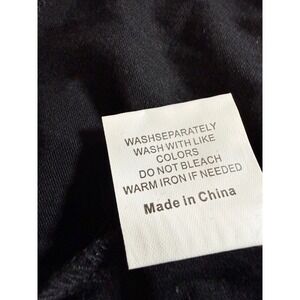 WASHSEPARATELY
WASH WITH LIKE
COLORS
DO NOT BLEACH
WARM IRON IF NEEDED
Made in China